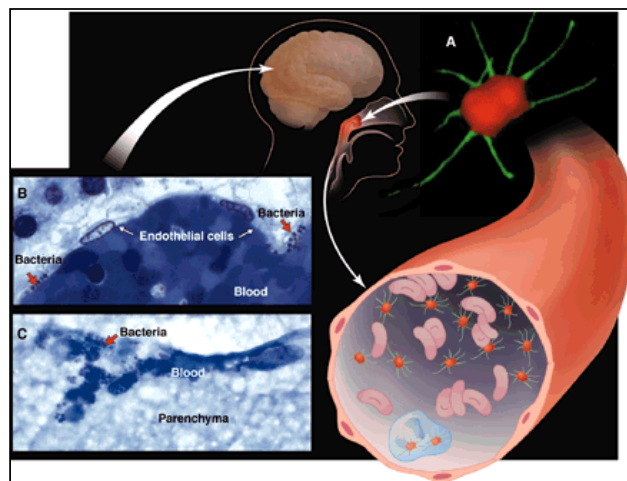 A
B
Bacteria
Endothelial cells
Bacteria
Blood
C
Bacteria
Blood
Parenchyma